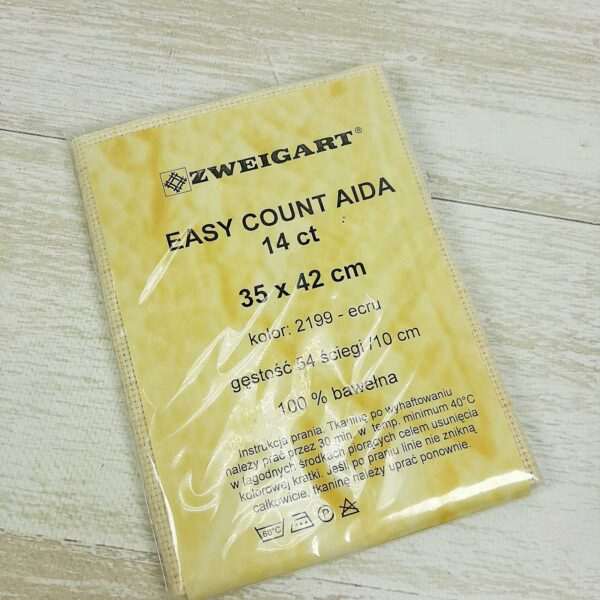 ZWEIGART®
EASY COUNT AIDA
14 ct
35 x 42 cm
kolor: 2199 - ecru
gęstość 54 ściegi /10 cm
100 % bawełna
Instrukcja prania: Tkaninę po wyhaftowaniu
należy prać przez 30 min. w temp. minimum 40°C
w łagodnych środkach piorących celem usunięcia
kolorowej kratki. Jeśli po praniu linie nie znikną
całkowicie, tkaninę należy uprać ponownie.
60°C P